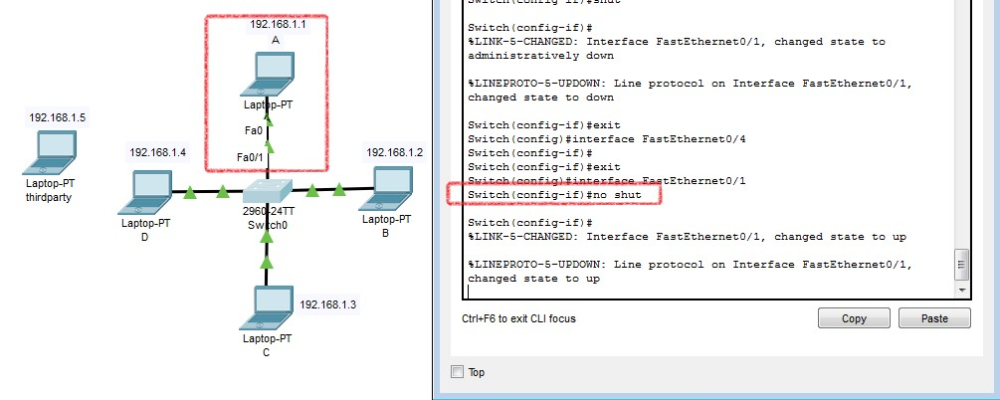 192.168.1.1
A
Laptop-PT
Fa0
Fa0/1
192.168.1.5
Laptop-PT
thirdparty
192.168.1.4
Laptop-PT
D
192.168.1.2
Laptop-PT
B
2960-24TT
Switch0
192.168.1.3
Laptop-PT
C
Switch(config-if)#shut
Switch(config-if)#
%LINK-5-CHANGED: Interface FastEthernet0/1, changed state to
administratively down
%LINEPROTO-5-UPDOWN: Line protocol on Interface FastEthernet0/1,
changed state to down
Switch(config-if)#exit
Switch(config)#interface FastEthernet0/4
Switch(config-if)#
Switch(config-if)#exit
Switch(config)#interface FastEthernet0/1
Switch(config-if)#no shut
Switch(config-if)#
%LINK-5-CHANGED: Interface FastEthernet0/1, changed state to up
%LINEPROTO-5-UPDOWN: Line protocol on Interface FastEthernet0/1,
changed state to up
Ctrl+F6 to exit CLI focus
Copy
Paste
Top